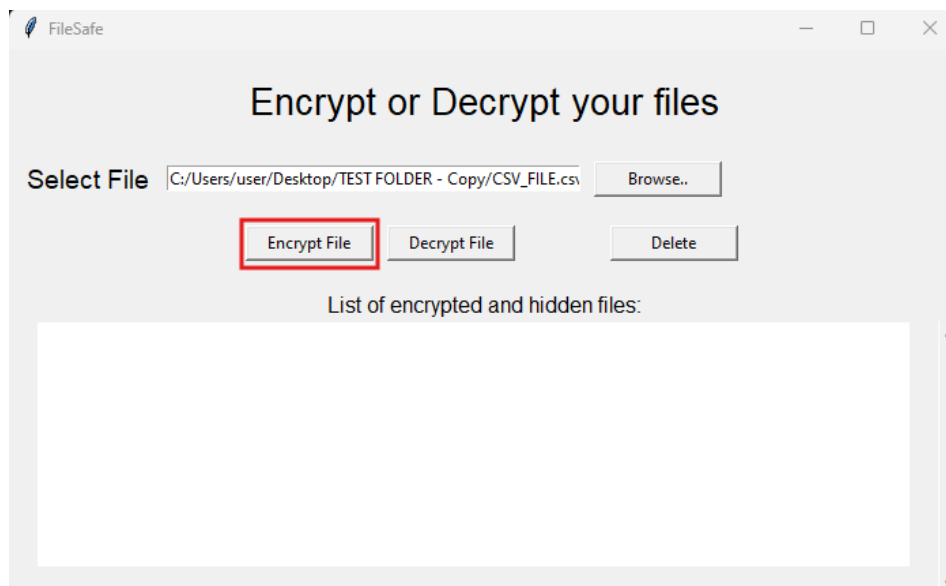 FileSafe
Encrypt or Decrypt your files
Select File C:/Users/user/Desktop/TEST FOLDER - Copy/CSV_FILE.csv Browse..
Encrypt File Decrypt File Delete
List of encrypted and hidden files: